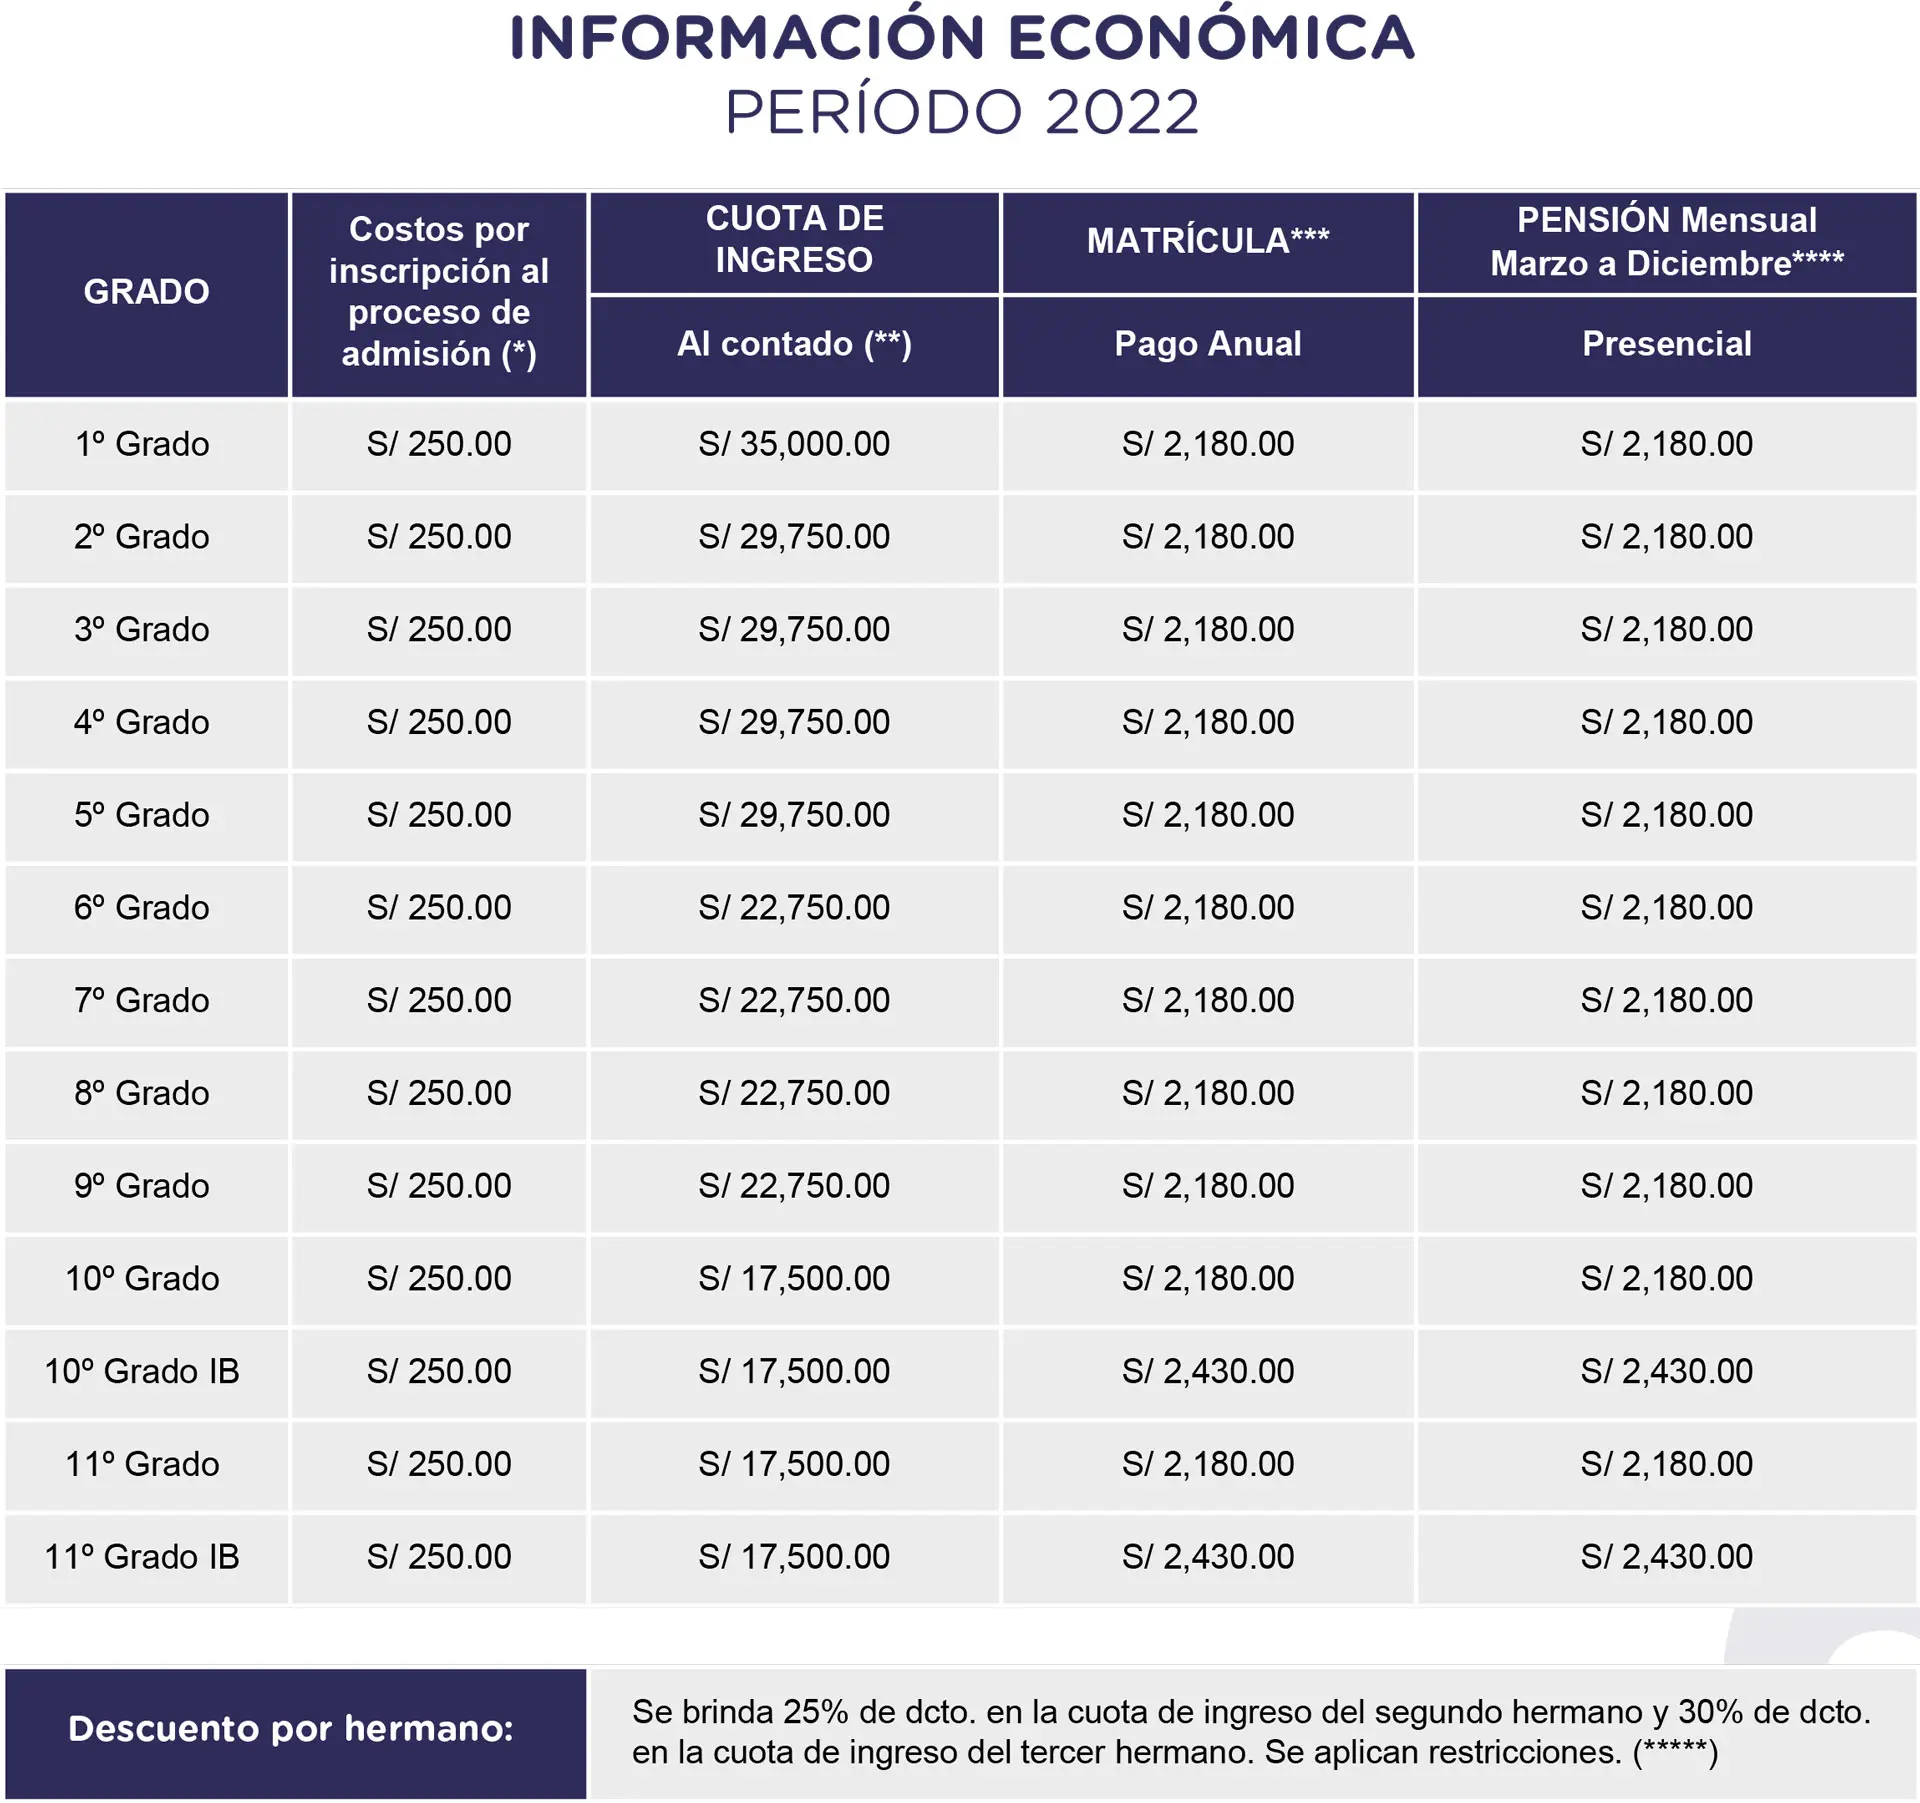 INFORMACIÓN ECONÓMICA
PERÍODO 2022
GRADO
Costos por
inscripción al
proceso de
admisión (*)
CUOTA DE
INGRESO
Al contado (**)
MATRÍCULA***
Pago Anual
PENSIÓN Mensual
Marzo a Diciembre****
Presencial
1º Grado S/ 250.00 S/ 35,000.00 S/ 2,180.00 S/ 2,180.00
2º Grado S/ 250.00 S/ 29,750.00 S/ 2,180.00 S/ 2,180.00
3º Grado S/ 250.00 S/ 29,750.00 S/ 2,180.00 S/ 2,180.00
4º Grado S/ 250.00 S/ 29,750.00 S/ 2,180.00 S/ 2,180.00
5º Grado S/ 250.00 S/ 29,750.00 S/ 2,180.00 S/ 2,180.00
6º Grado S/ 250.00 S/ 22,750.00 S/ 2,180.00 S/ 2,180.00
7º Grado S/ 250.00 S/ 22,750.00 S/ 2,180.00 S/ 2,180.00
8º Grado S/ 250.00 S/ 22,750.00 S/ 2,180.00 S/ 2,180.00
9º Grado S/ 250.00 S/ 22,750.00 S/ 2,180.00 S/ 2,180.00
10º Grado S/ 250.00 S/ 17,500.00 S/ 2,180.00 S/ 2,180.00
10º Grado IB S/ 250.00 S/ 17,500.00 S/ 2,430.00 S/ 2,430.00
11º Grado S/ 250.00 S/ 17,500.00 S/ 2,180.00 S/ 2,180.00
11º Grado IB S/ 250.00 S/ 17,500.00 S/ 2,430.00 S/ 2,430.00
Descuento por hermano:
Se brinda 25% de dcto. en la cuota de ingreso del segundo hermano y 30% de dcto.
en la cuota de ingreso del tercer hermano. Se aplican restricciones. (*****)